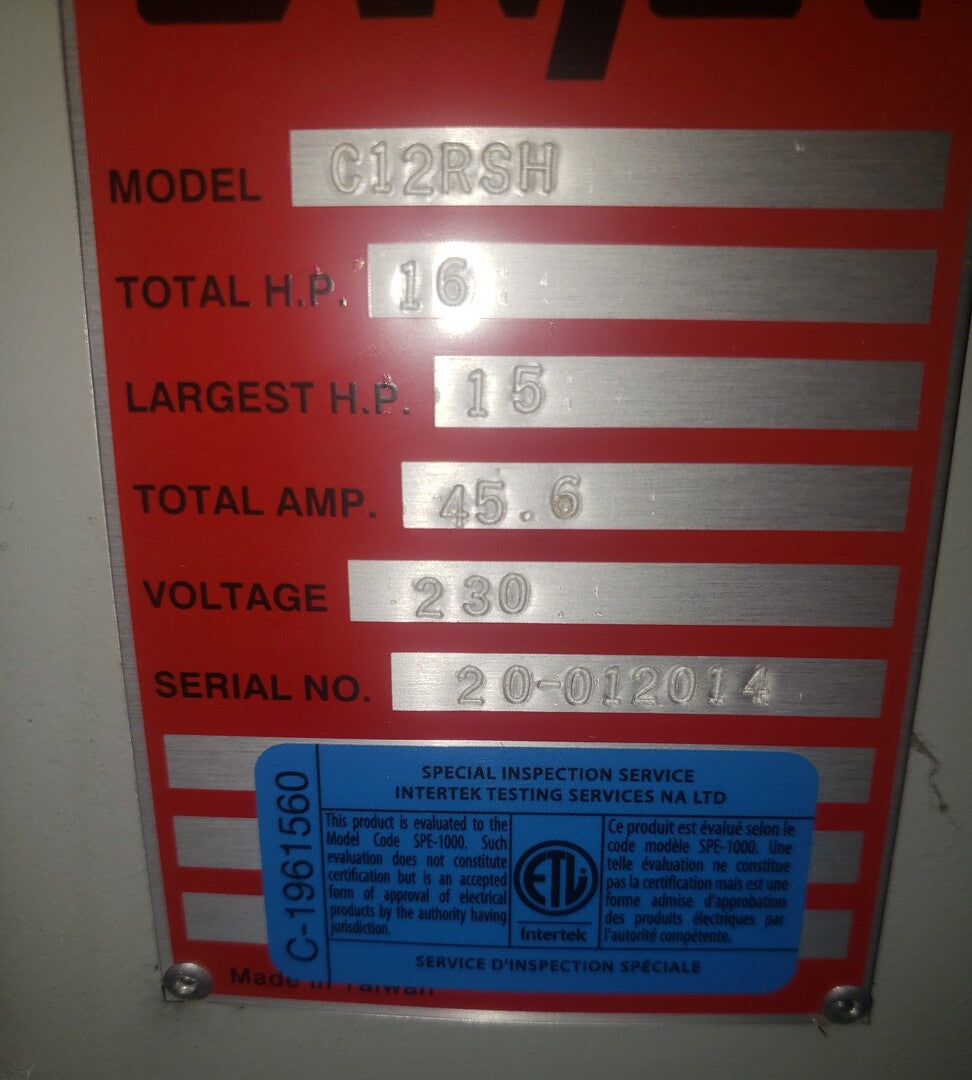 MODEL C12RSH
TOTAL H.P. 16
LARGEST H.P. 15
TOTAL AMP. 45.6
VOLTAGE 230
SERIAL NO. 20-012014
C-1961560
SPECIAL INSPECTION SERVICE
INTERTEK TESTING SERVICES NA LTD
This product is evaluated to the
Model Code SPE-1000. Such
evaluation does not constitute
certification but is an accepted
form of approval of electrical
products by the authority having
jurisdiction.
ETL
Intertek
Ce produit est évalué selon le
code modèle SPE-1000. Une
telle évaluation ne constitue
pas la certification mais est une
forme admise d'approbation
des produits électriques par
l'autorité compétente.
SERVICE D'INSPECTION SPÉCIALE
Made in Taiwan